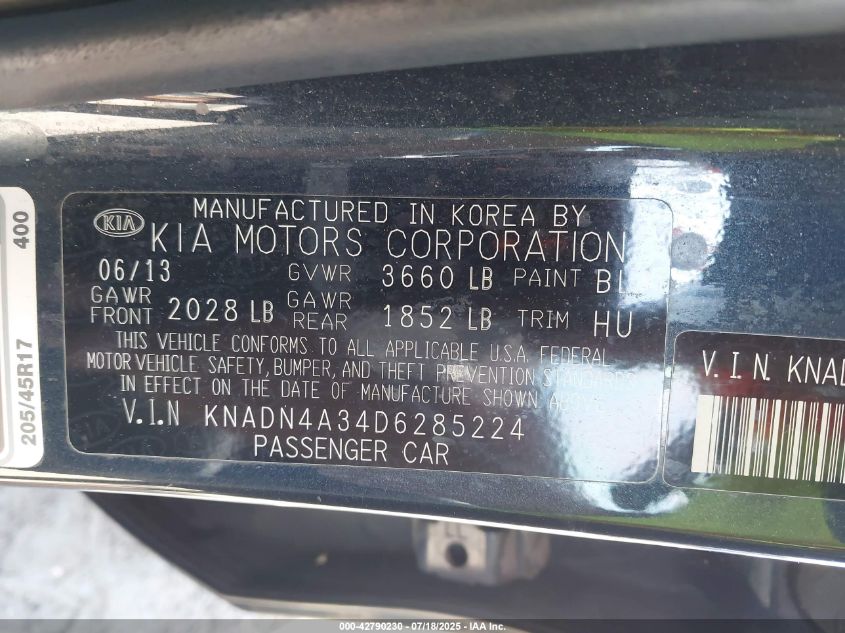 MANUFACTURED IN KOREA BY
KIA KIA MOTORS CORPORATION
06/13 GVWR 3660 LB PAINT BL
GAWR FRONT 2028 LB GAWR REAR 1852 LB TRIM HU
THIS VEHICLE CONFORMS TO ALL APPLICABLE U.S.A. FEDERAL
MOTOR VEHICLE SAFETY, BUMPER, AND THEFT PREVENTION STANDARDS
IN EFFECT ON THE DATE OF MANUFACTURE SHOWN ABOVE.
V.I.N KNADN4A34D6285224
PASSENGER CAR
400
205/45R17
V.I.N. KNAD
000-42790230 - 07/18/2025 - IAA Inc.